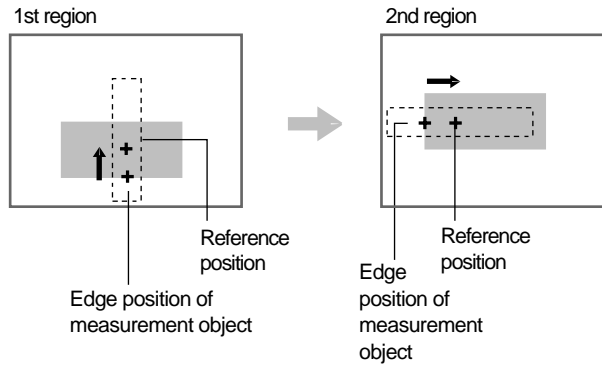 1st region
2nd region
Reference
position
Edge position of
measurement object
Reference
position
Edge
position of
measurement
object